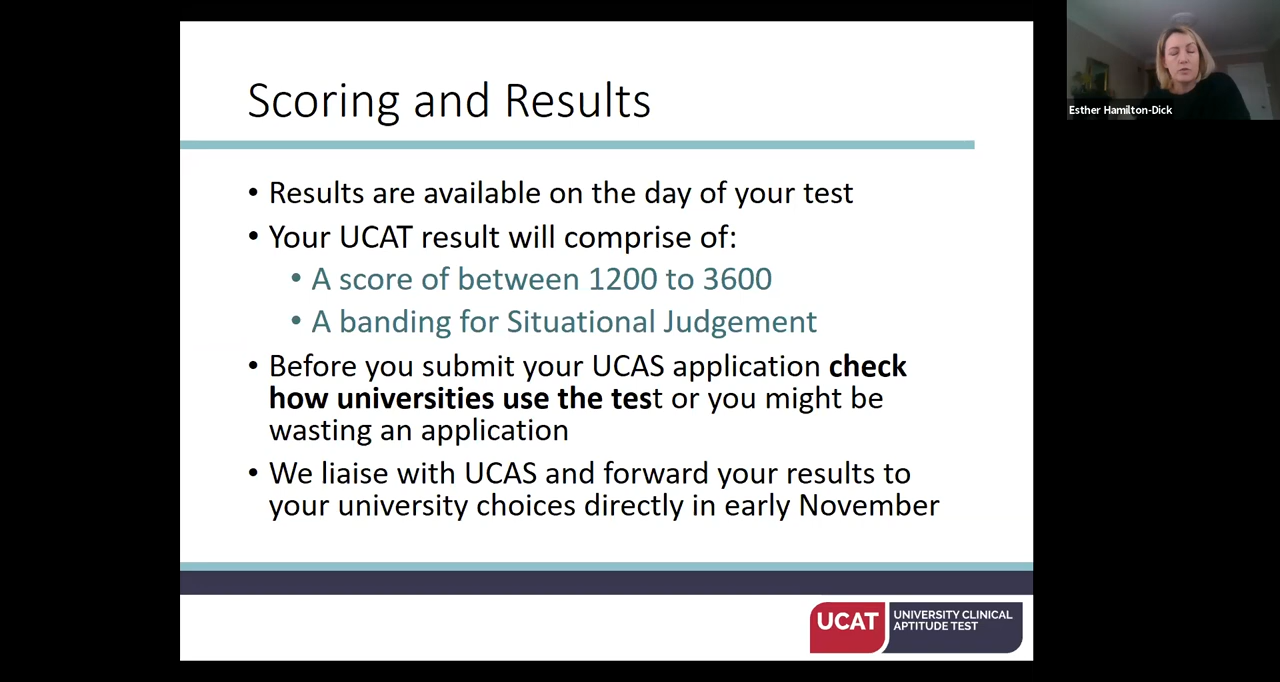 Scoring and Results
Esther Hamilton-Dick
• Results are available on the day of your test
• Your UCAT result will comprise of:
• A score of between 1200 to 3600
• A banding for Situational Judgement
• Before you submit your UCAS application check
how universities use the test or you might be
wasting an application
• We liaise with UCAS and forward your results to
your university choices directly in early November
UCAT
UNIVERSITY CLINICAL
APTITUDE TEST